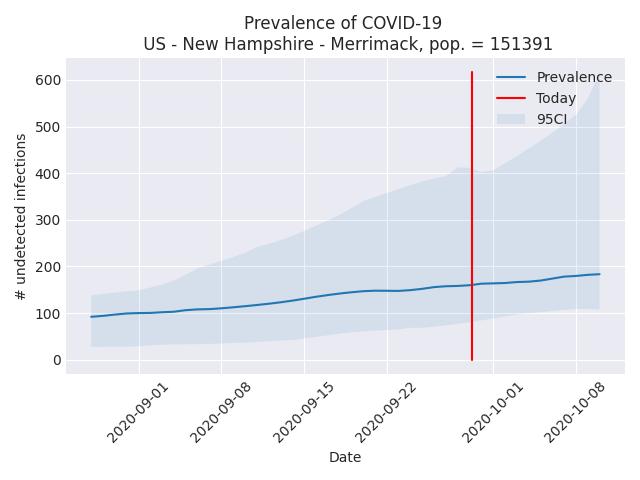 Prevalence of COVID-19
US - New Hampshire - Merrimack, pop. = 151391
Prevalence
Today
95CI
# undetected infections
600
500
400
300
200
100
0
2020-09-01
2020-09-08
2020-09-15
2020-09-22
2020-10-01
2020-10-08
Date